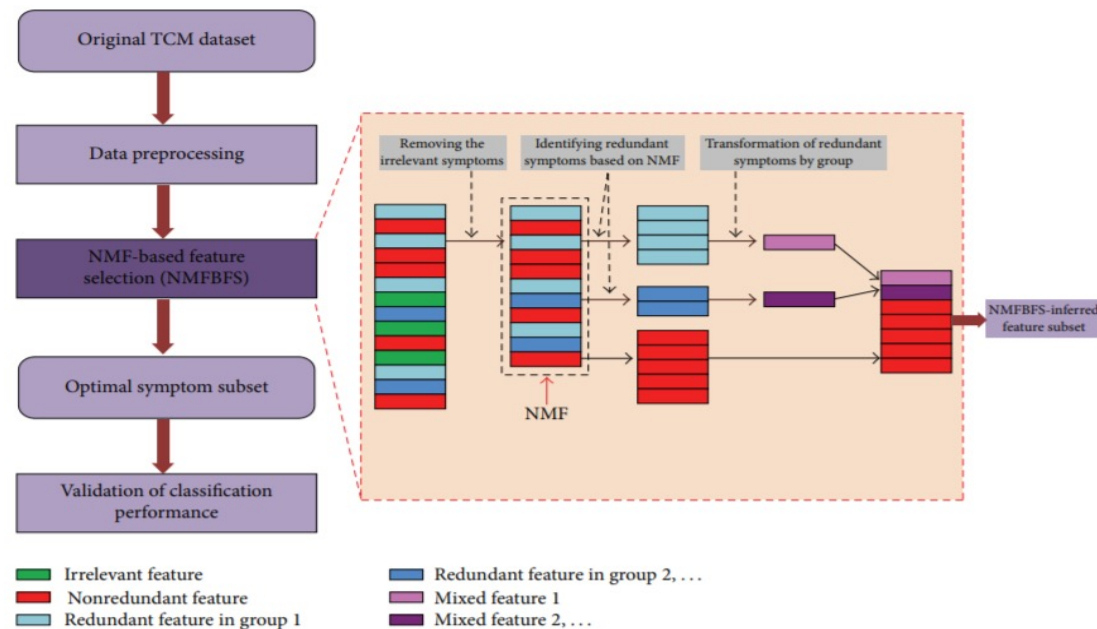 Original TCM dataset
Data preprocessing
NMF-based feature
selection (NMFBFS)
Optimal symptom subset
Validation of classification
performance
Removing the
irrelevant symptoms
Identifying redundant
symptoms based on NMF
Transformation of redundant
symptoms by group
NMF
NMFBFS-inferred
feature subset
Irrelevant feature
Nonredundant feature
Redundant feature in group 1
Redundant feature in group 2, . . .
Mixed feature 1
Mixed feature 2, . . .